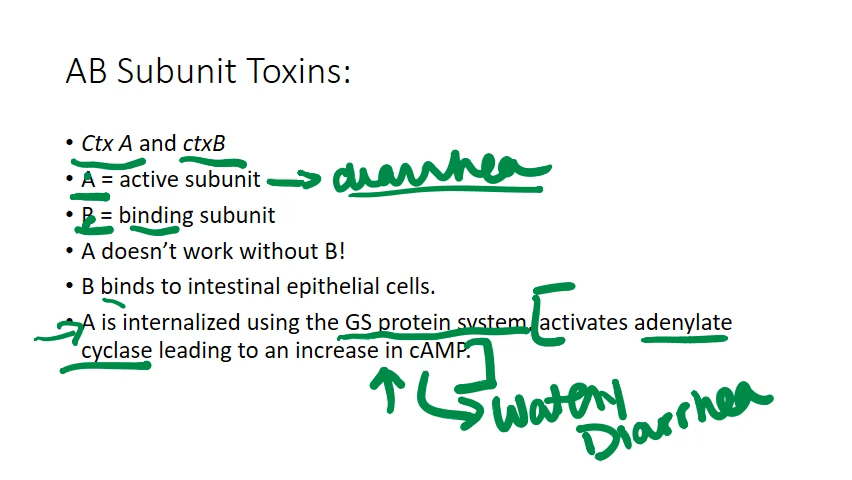 AB Subunit Toxins:
• Ctx A and ctxB
• A = active subunit → diarrhea
• B = binding subunit
• A doesn't work without B!
• B binds to intestinal epithelial cells.
• A is internalized using the GS protein system, activates adenylate
cyclase leading to an increase in cAMP.
Watery
Diarrhea